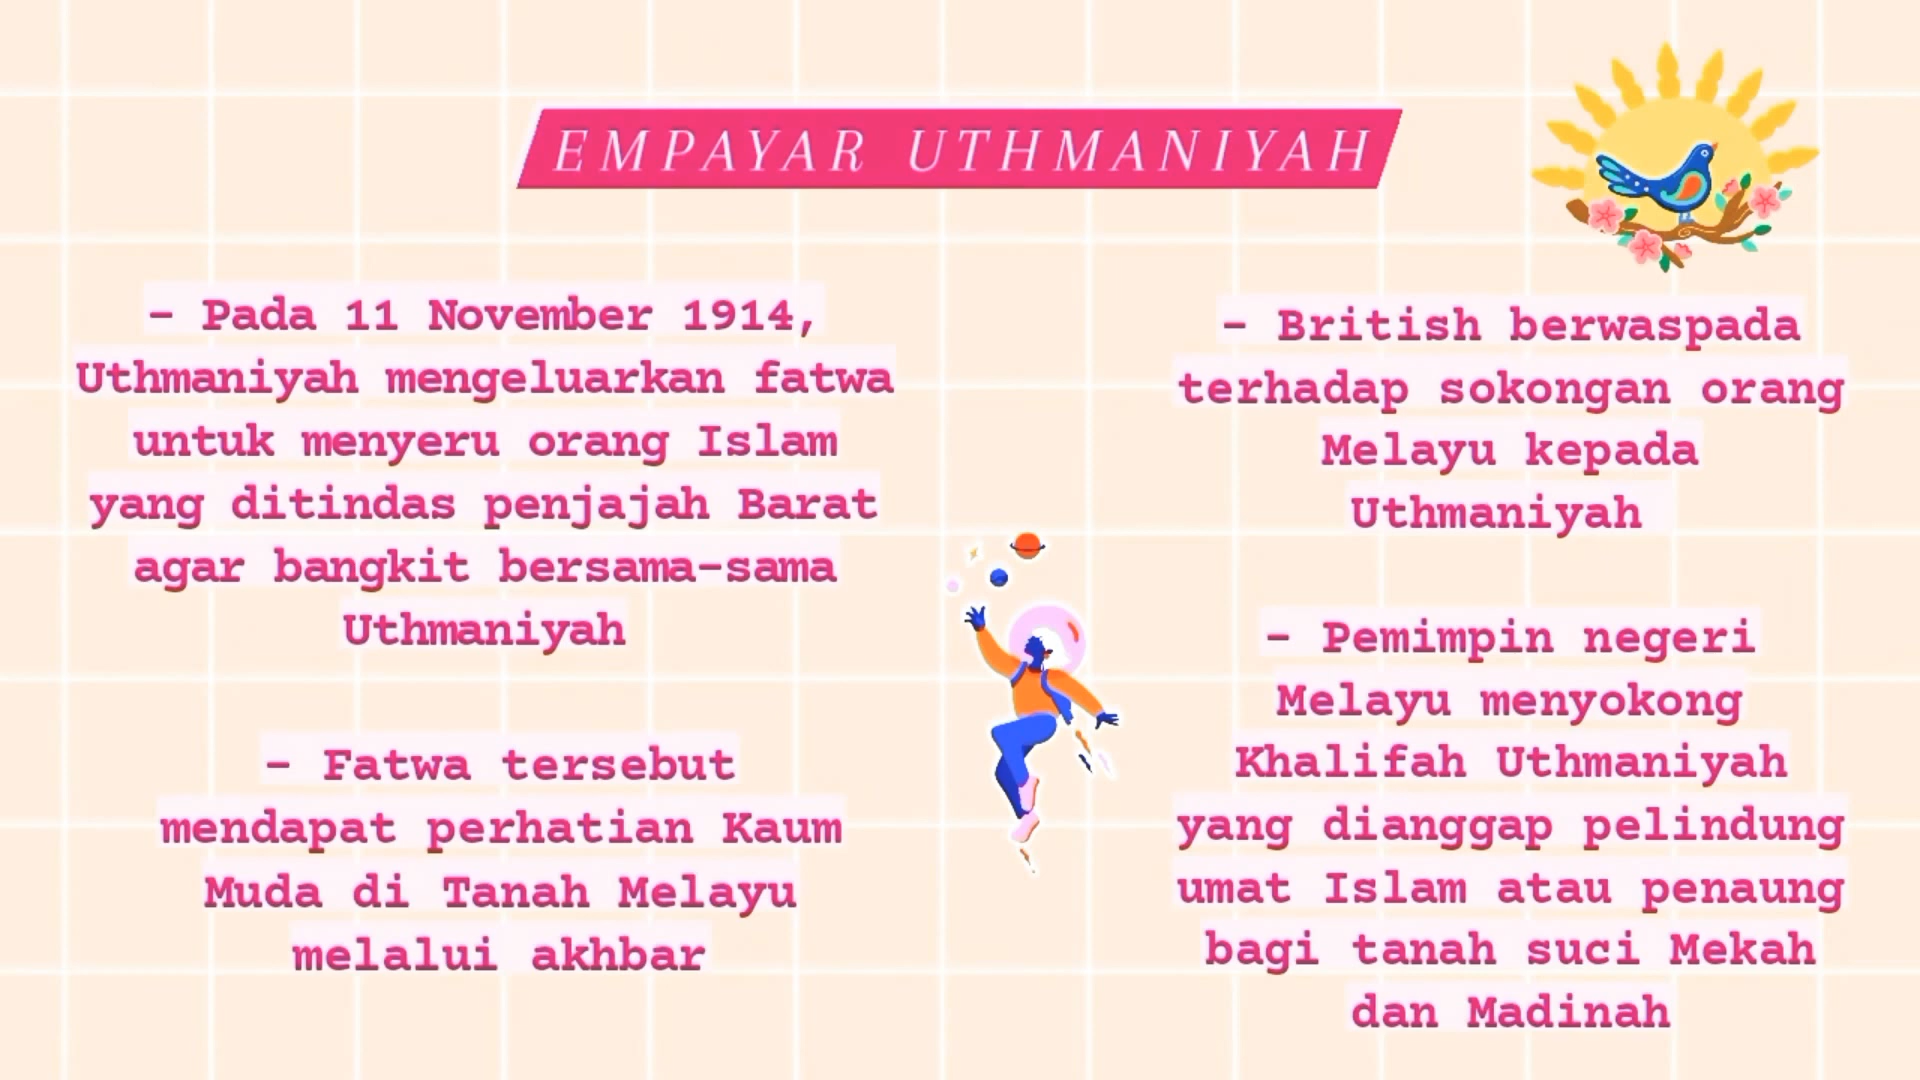 EMPAYAR UTHMANIYAH
- Pada 11 November 1914,
Uthmaniyah mengeluarkan fatwa
untuk menyeru orang Islam
yang ditindas penjajah Barat
agar bangkit bersama-sama
Uthmaniyah
- Fatwa tersebut
mendapat perhatian Kaum
Muda di Tanah Melayu
melalui akhbar
- British berwaspada
terhadap sokongan orang
Melayu kepada
Uthmaniyah
- Pemimpin negeri
Melayu menyokong
Khalifah Uthmaniyah
yang dianggap pelindung
umat Islam atau penaung
bagi tanah suci Mekah
dan Madinah